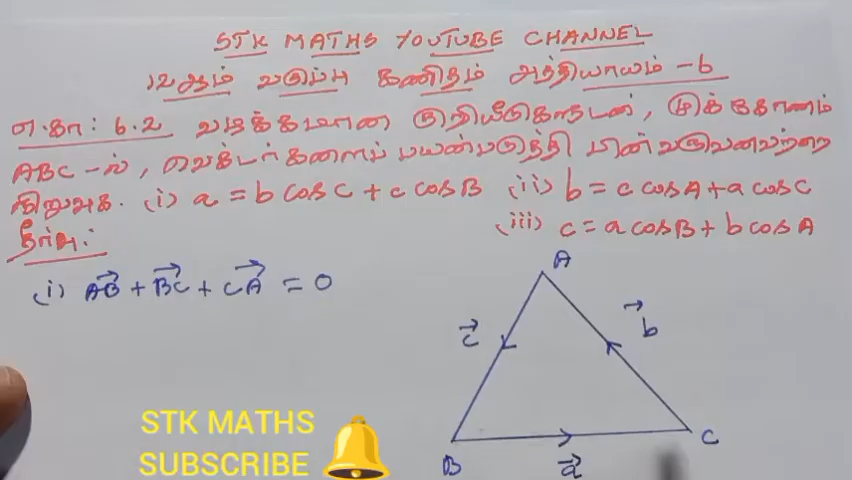 STK MATHS YOUTUBE CHANNEL
12ஆம் வகுப்பு கணிதம் அத்தியாயம் -6
எ.கா: 6.2 வழக்கமான குறியீடுகளுடன், முக்கோணம்
ABC-ல், வெக்டர்களைப் பயன்படுத்தி பின்வருவனவற்றை
நிறுவுக. (i) a = b cos C + c cos B (ii) b = c cos A + a cos C
தீர்வு:
(iii) c = a cos B + b cos A
(i) AB⃗ + BC⃗ + CA⃗ = 0
A
c⃗
b⃗
B
a⃗
C
STK MATHS
SUBSCRIBE